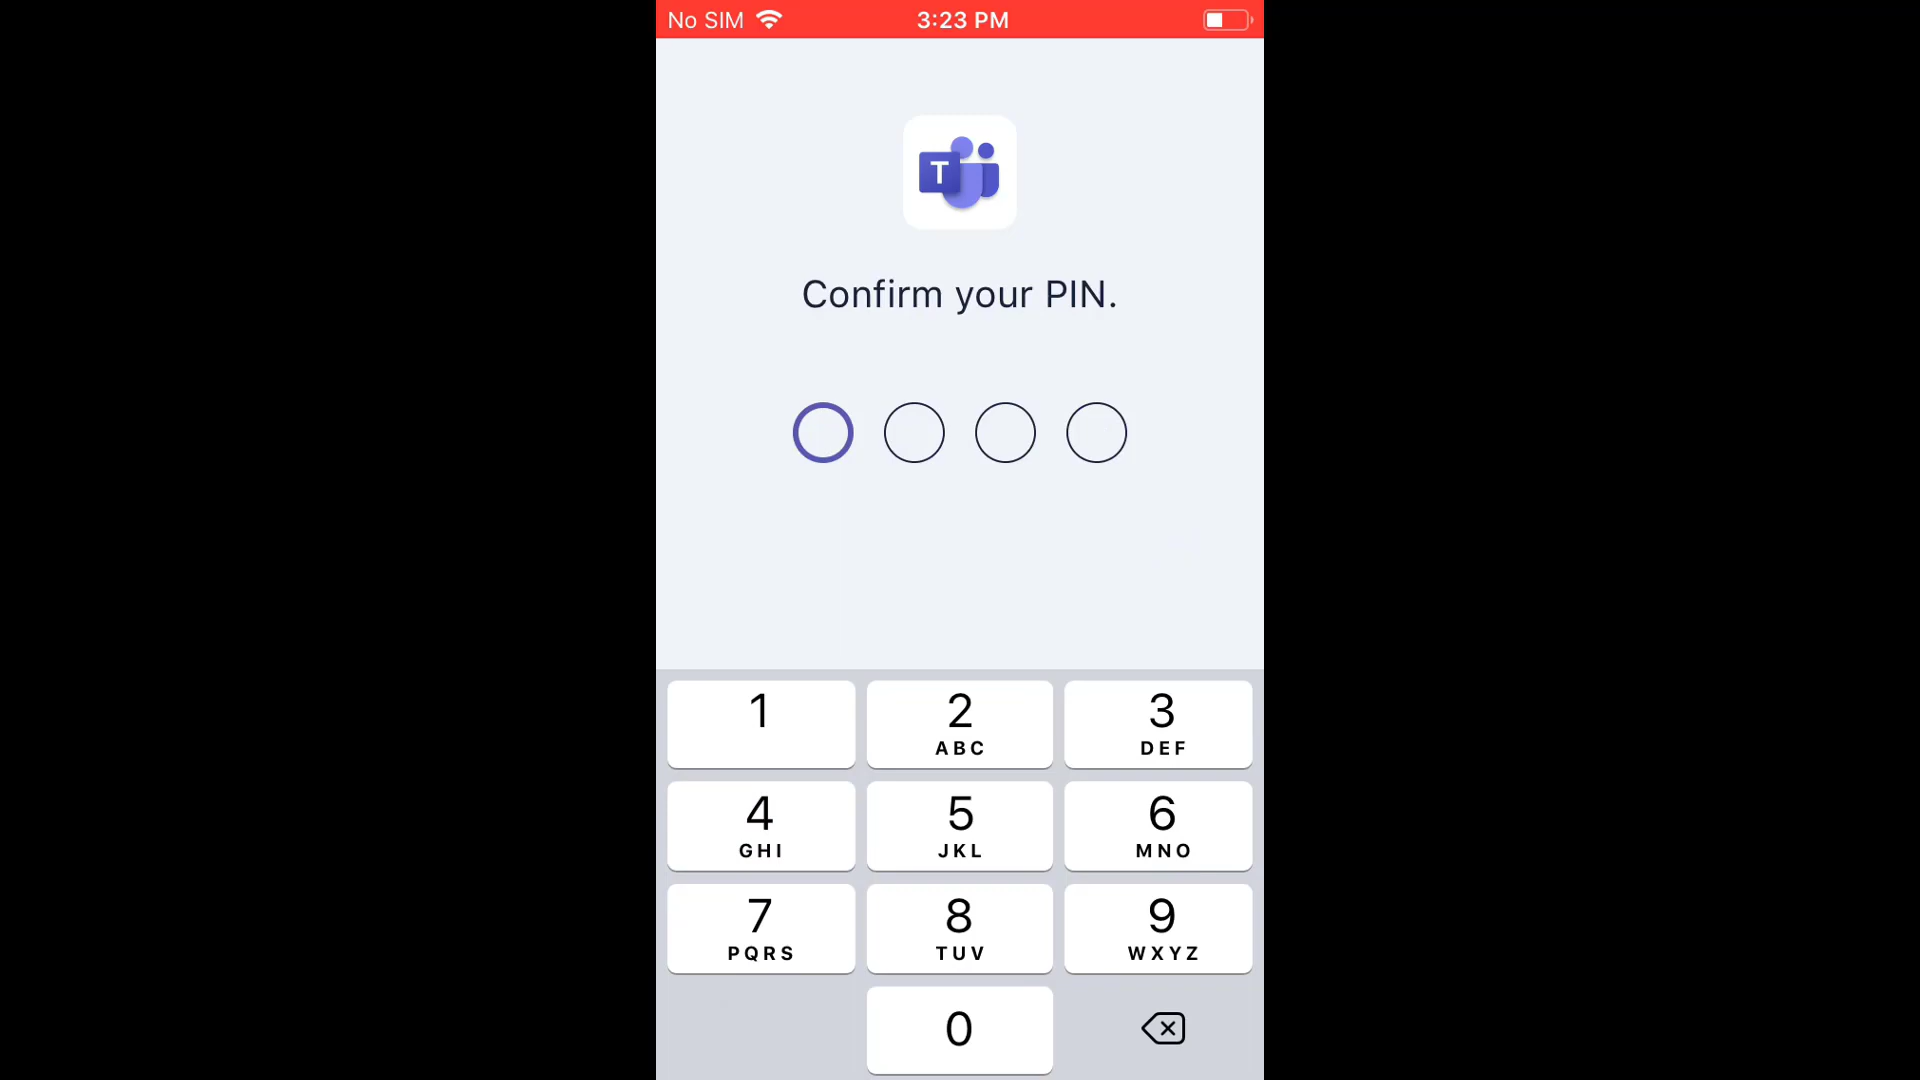 No SIM 3:23 PM
T
Confirm your PIN.
1 2 3
ABC DEF
4 5 6
GHI JKL MNO
7 8 9
PQRS TUV WXYZ
0